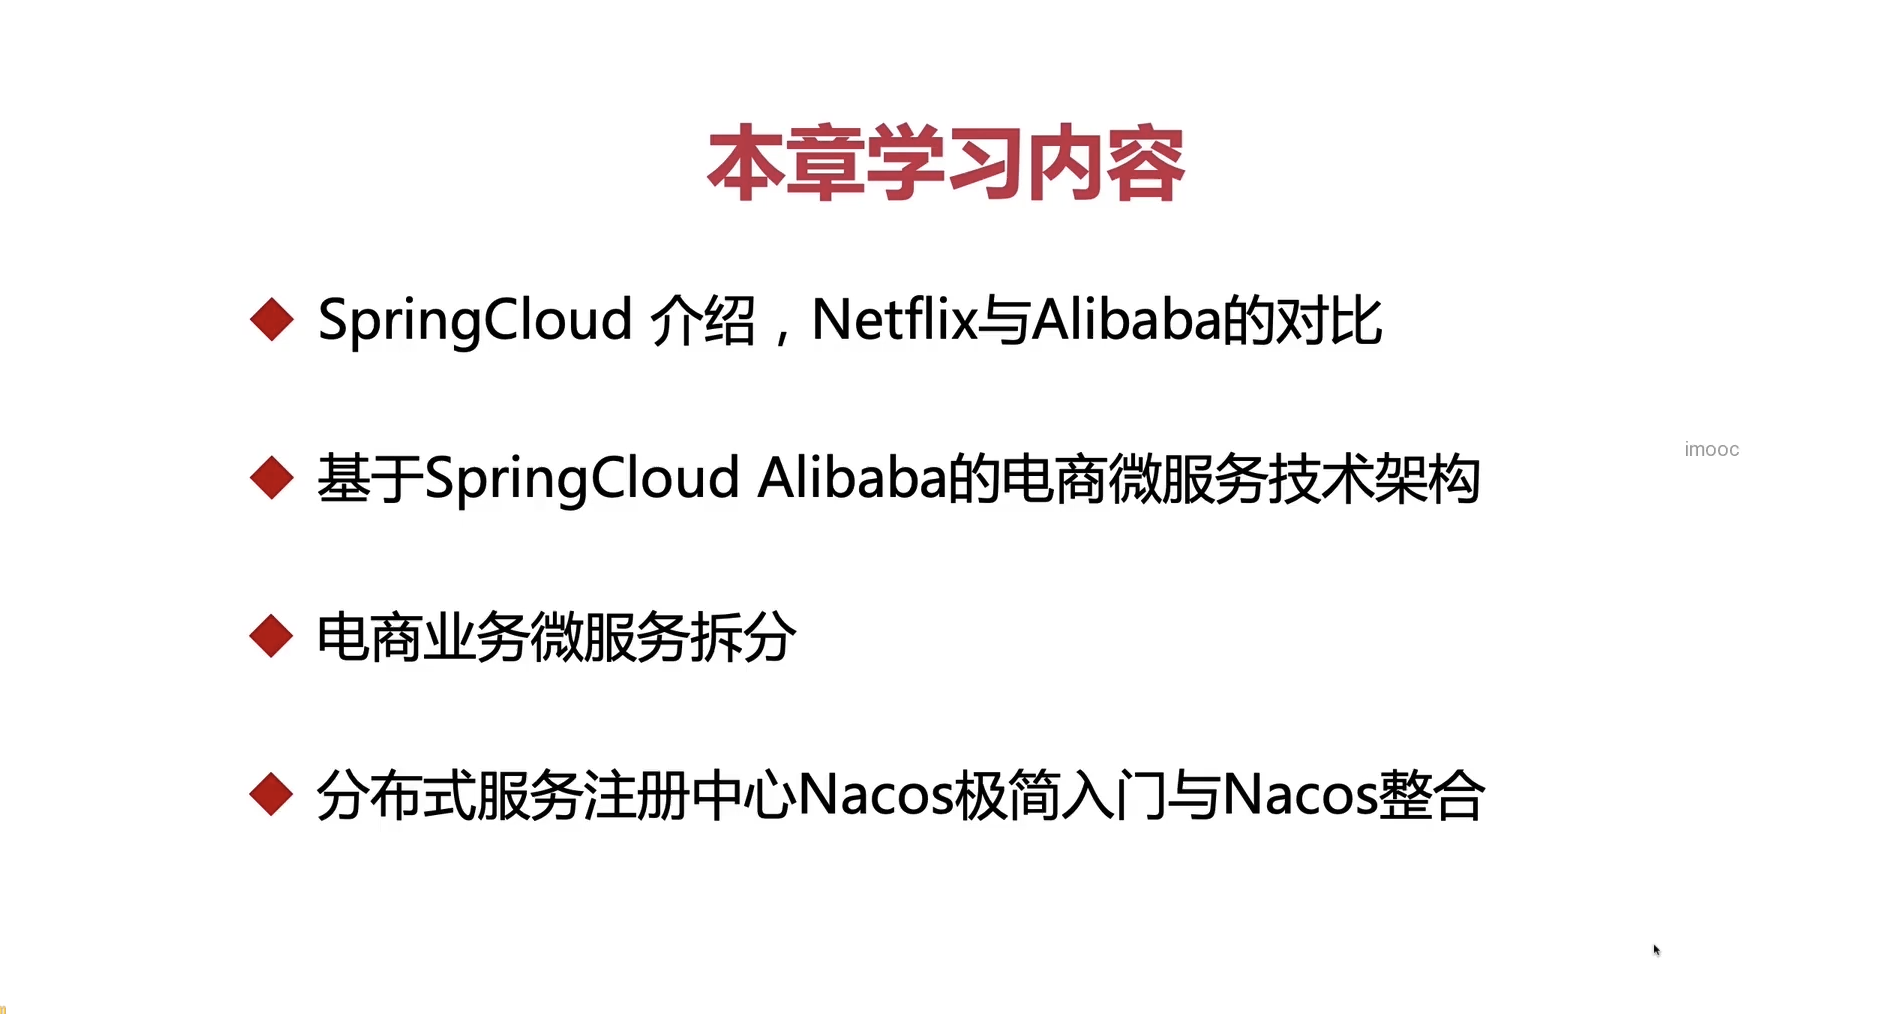 本章学习内容
SpringCloud 介绍，Netflix与Alibaba的对比
imooc
基于SpringCloud Alibaba的电商微服务技术架构
电商业务微服务拆分
分布式服务注册中心Nacos极简入门与Nacos整合